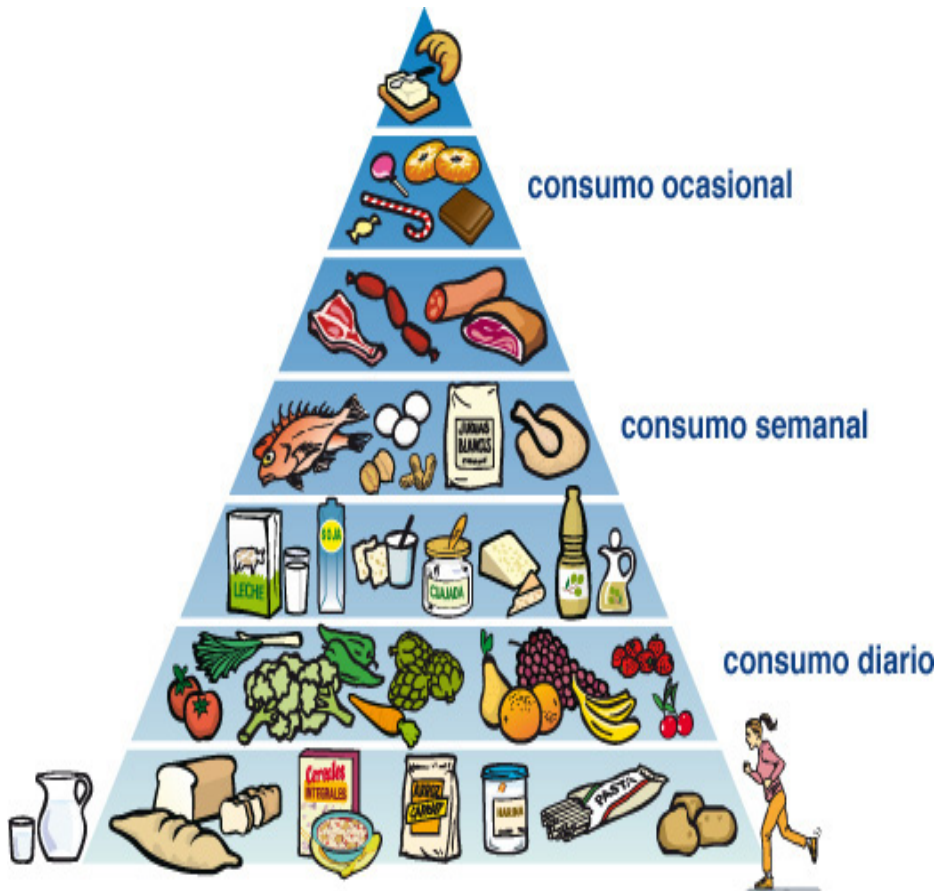 consumo ocasional
JUDIAS
BLANCAS
consumo semanal
LECHE
SOJA
CUAJADA
consumo diario
Cereales
INTEGRALES
ARROZ
HARINA
PASTA